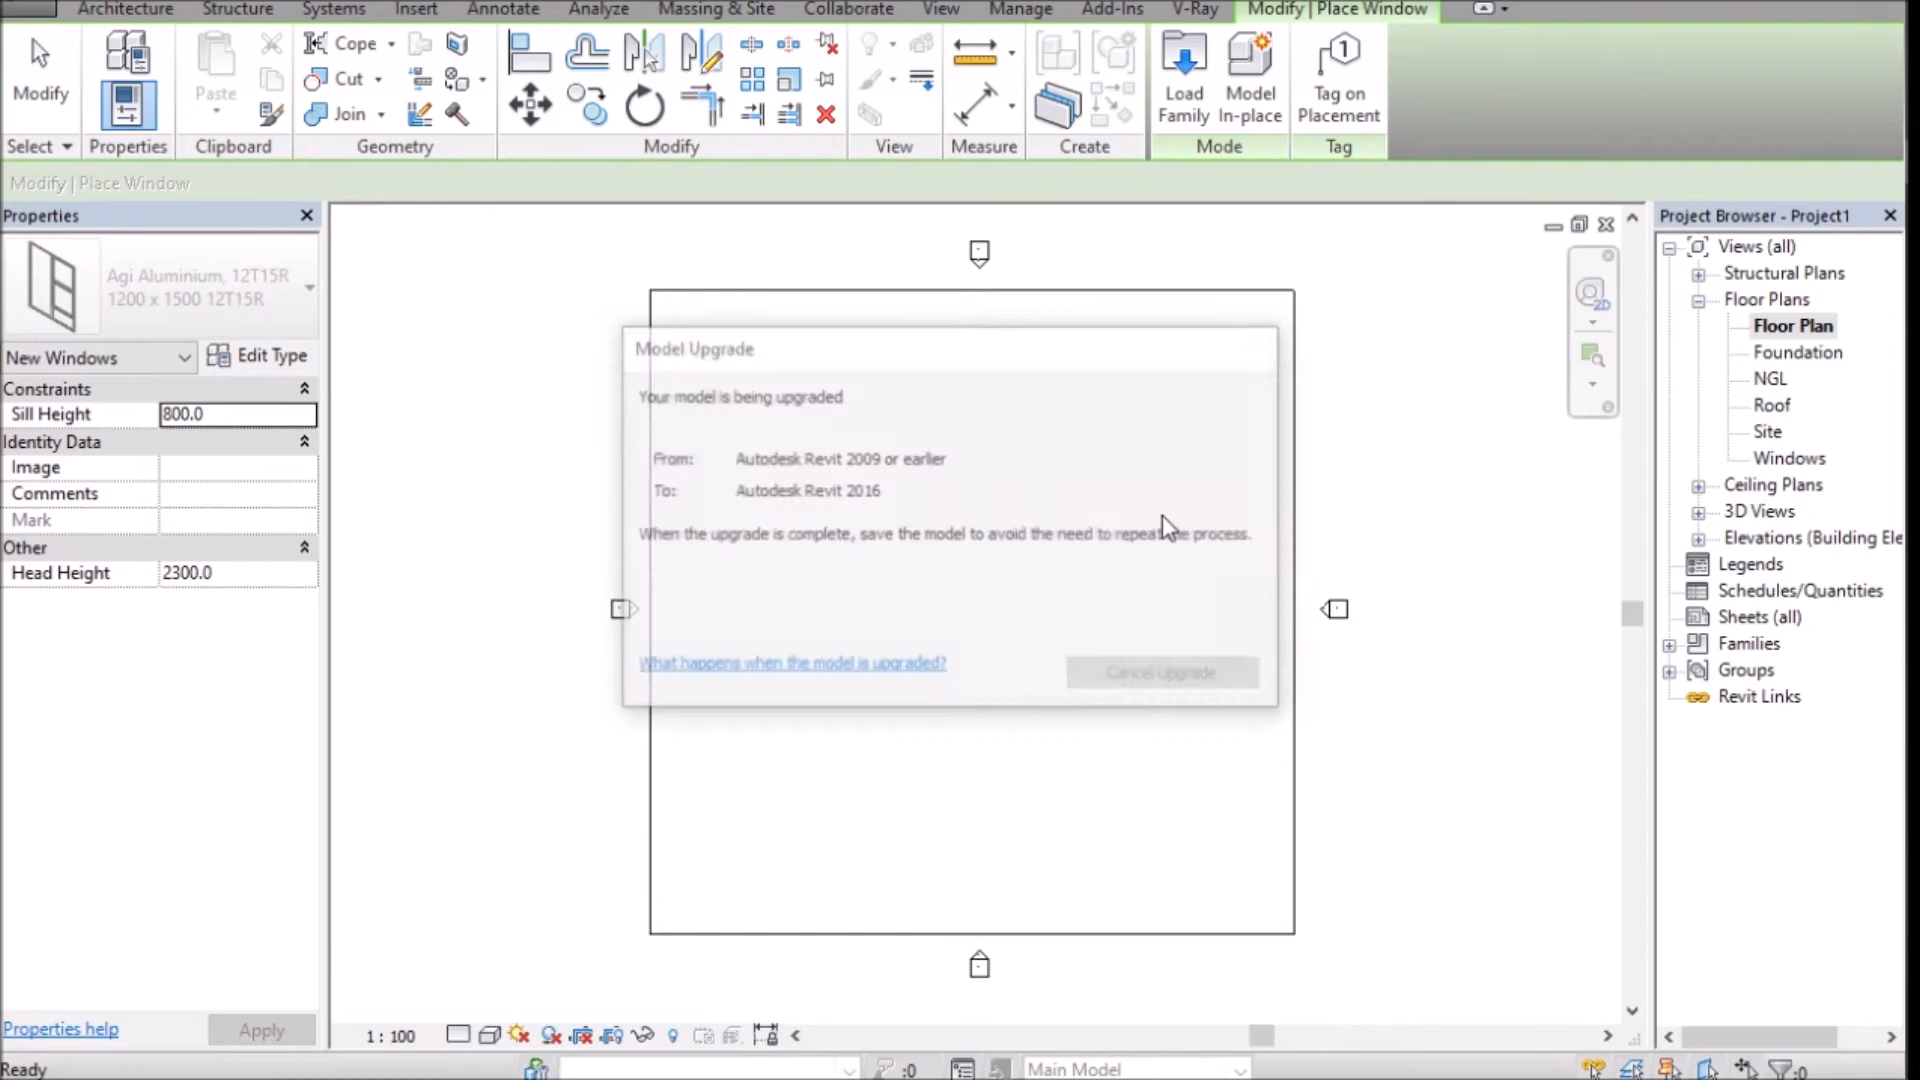 Architecture Structure Systems Insert Annotate Analyze Massing & Site Collaborate View Manage Add-Ins V-Ray Modify | Place Window
Modify Paste Cope Cut Join Load Family Model In-place Tag on Placement
Select Properties Clipboard Geometry Modify View Measure Create Mode Tag
Modify | Place Window
Properties
Agi Aluminium, 12T15R
1200 x 1500 12T15R
New Windows Edit Type
Constraints
Sill Height 800.0
Identity Data
Image
Comments
Mark
Other
Head Height 2300.0
Properties help Apply
Model Upgrade
Your model is being upgraded
From: Autodesk Revit 2009 or earlier
To: Autodesk Revit 2016
When the upgrade is complete, save the model to avoid the need to repeat the process.
What happens when the model is upgraded? Cancel Upgrade
2D
Project Browser - Project1
Views (all)
Structural Plans
Floor Plans
Floor Plan
Foundation
NGL
Roof
Site
Windows
Ceiling Plans
3D Views
Elevations (Building Ele
Legends
Schedules/Quantities
Sheets (all)
Families
Groups
Revit Links
1 : 100
Ready :0 Main Model :0